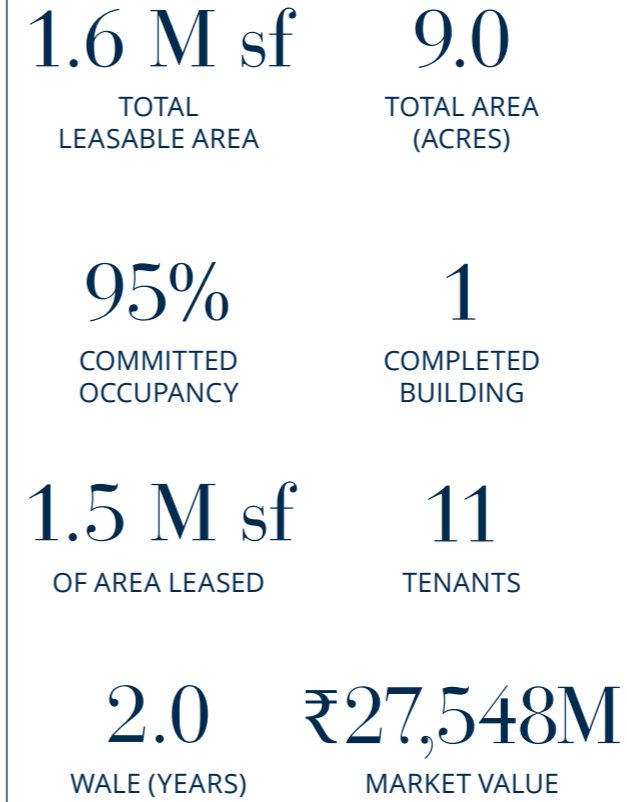 1.6 M sf
TOTAL
LEASABLE AREA
9.0
TOTAL AREA
(ACRES)
95%
COMMITTED
OCCUPANCY
1
COMPLETED
BUILDING
1.5 M sf
OF AREA LEASED
11
TENANTS
2.0
WALE (YEARS)
₹27,548M
MARKET VALUE